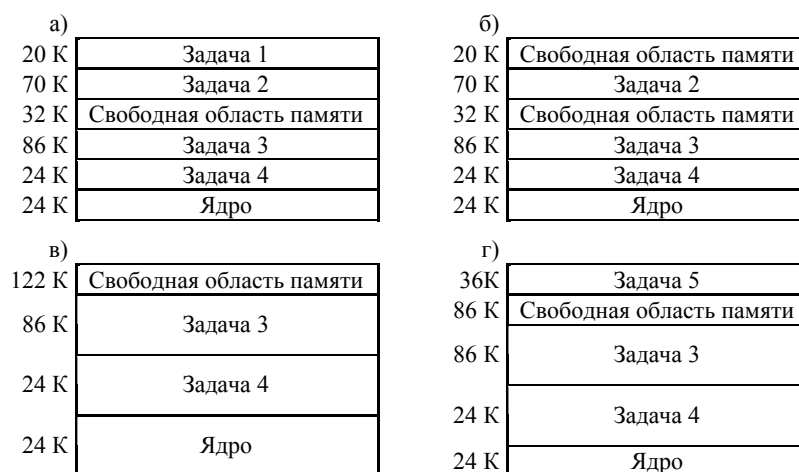 а)
20 К Задача 1
70 К Задача 2
32 К Свободная область памяти
86 К Задача 3
24 К Задача 4
24 К Ядро
б)
20 К Свободная область памяти
70 К Задача 2
32 К Свободная область памяти
86 К Задача 3
24 К Задача 4
24 К Ядро
в)
122 К Свободная область памяти
86 К Задача 3
24 К Задача 4
24 К Ядро
г)
36К Задача 5
86 К Свободная область памяти
86 К Задача 3
24 К Задача 4
24 К Ядро